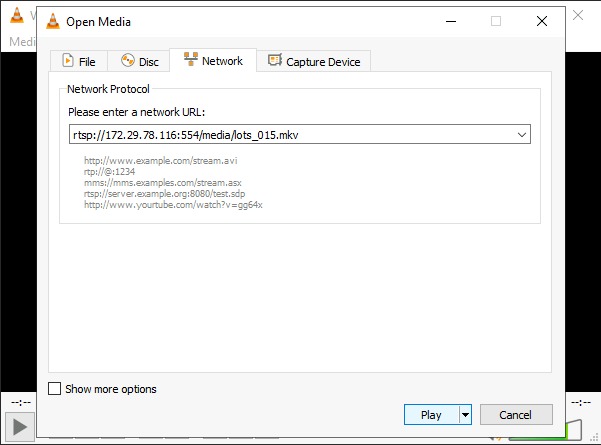 Open Media
Medi
File
Disc
Network
Capture Device
Network Protocol
Please enter a network URL:
rtsp://172.29.78.116:554/media/lots_015.mkv
http://www.example.com/stream.avi
rtp://@:1234
mms://mms.examples.com/stream.asx
rtsp://server.example.org:8080/test.sdp
http://www.yourtube.com/watch?v=gg64x
Show more options
--:--
--:--
Play
Cancel